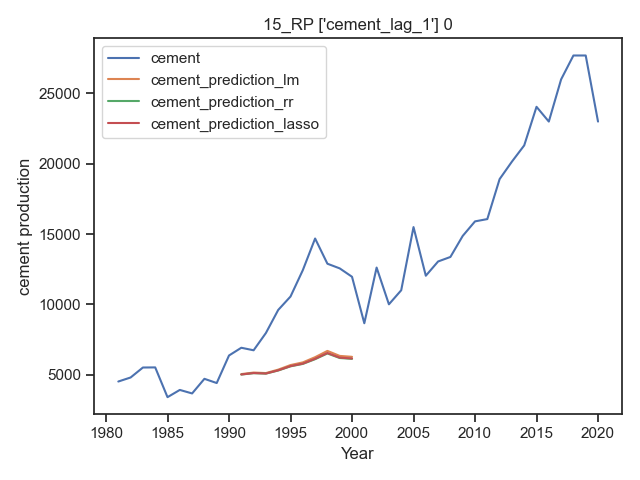 15_RP ['cement_lag_1'] 0
cement
cement_prediction_lm
cement_prediction_rr
cement_prediction_lasso
25000
20000
15000
10000
5000
cement production
1980 1985 1990 1995 2000 2005 2010 2015 2020
Year